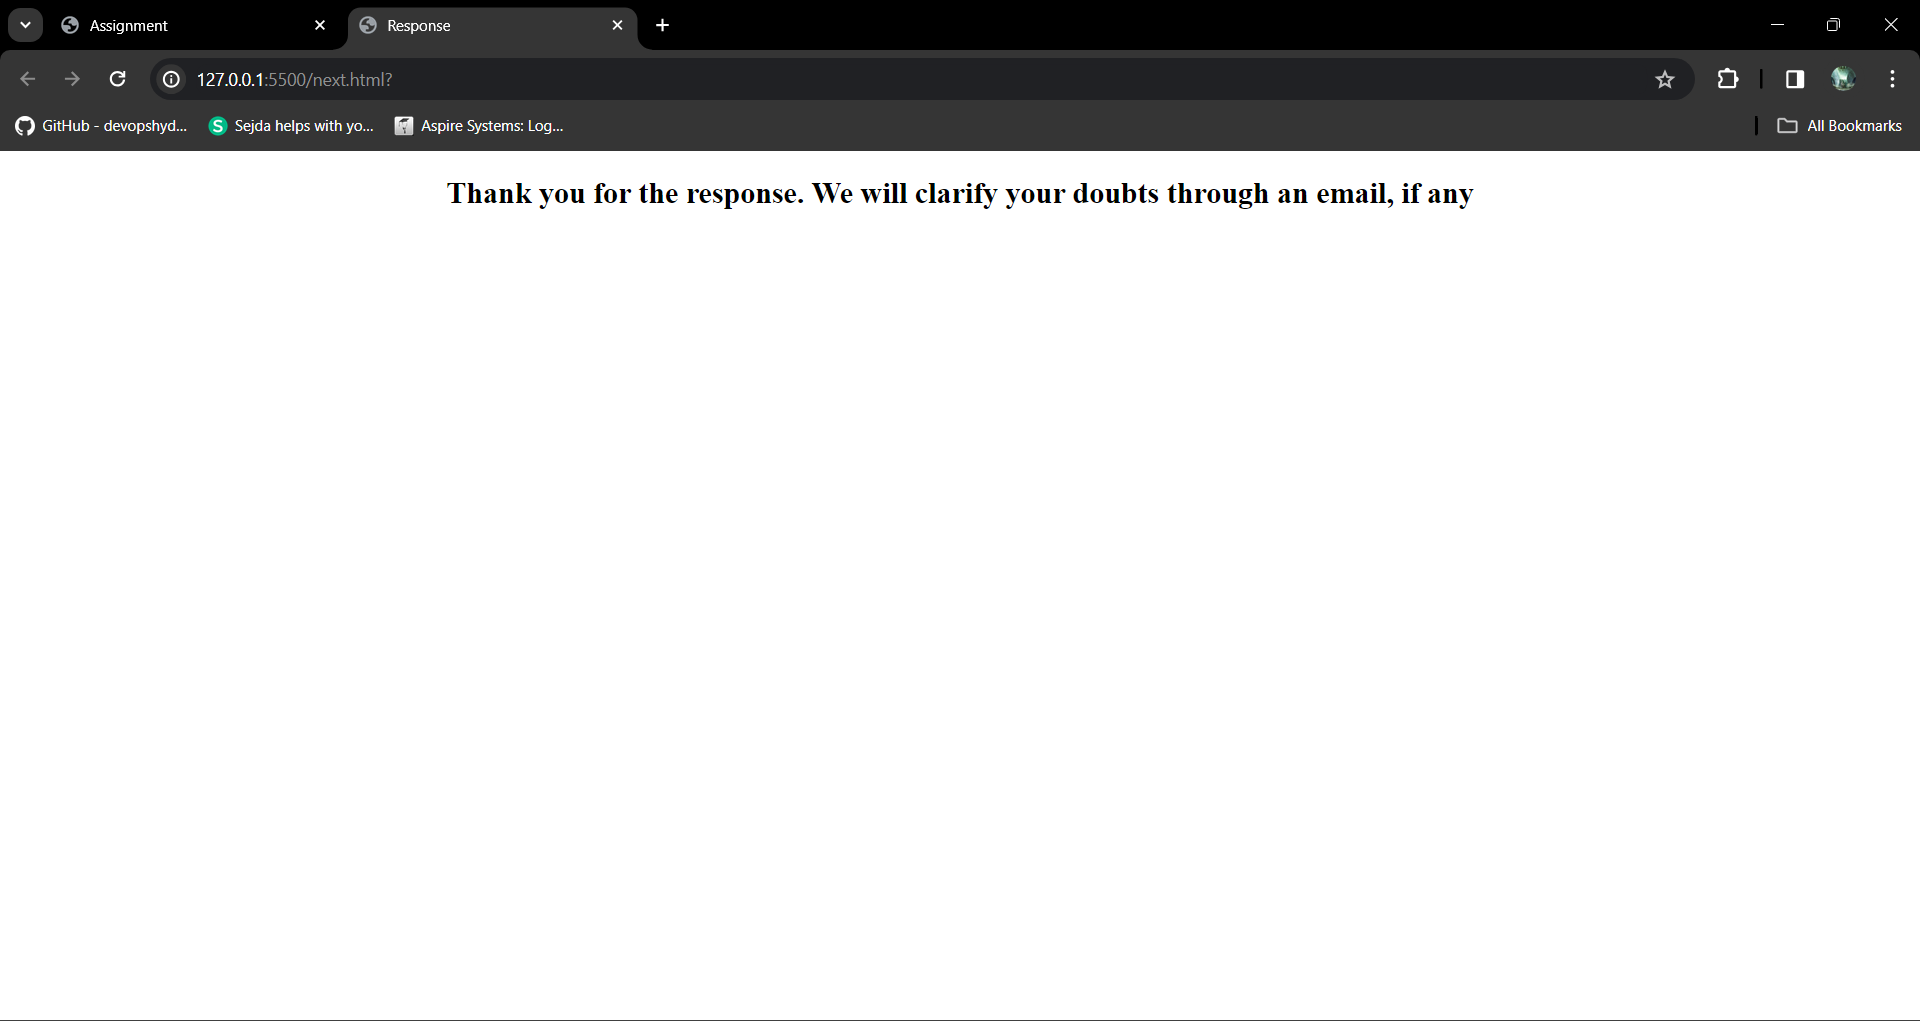 Assignment
Response
127.0.0.1:5500/next.html?
GitHub - devopshyd...
Sejda helps with yo...
Aspire Systems: Log...
All Bookmarks
Thank you for the response. We will clarify your doubts through an email, if any